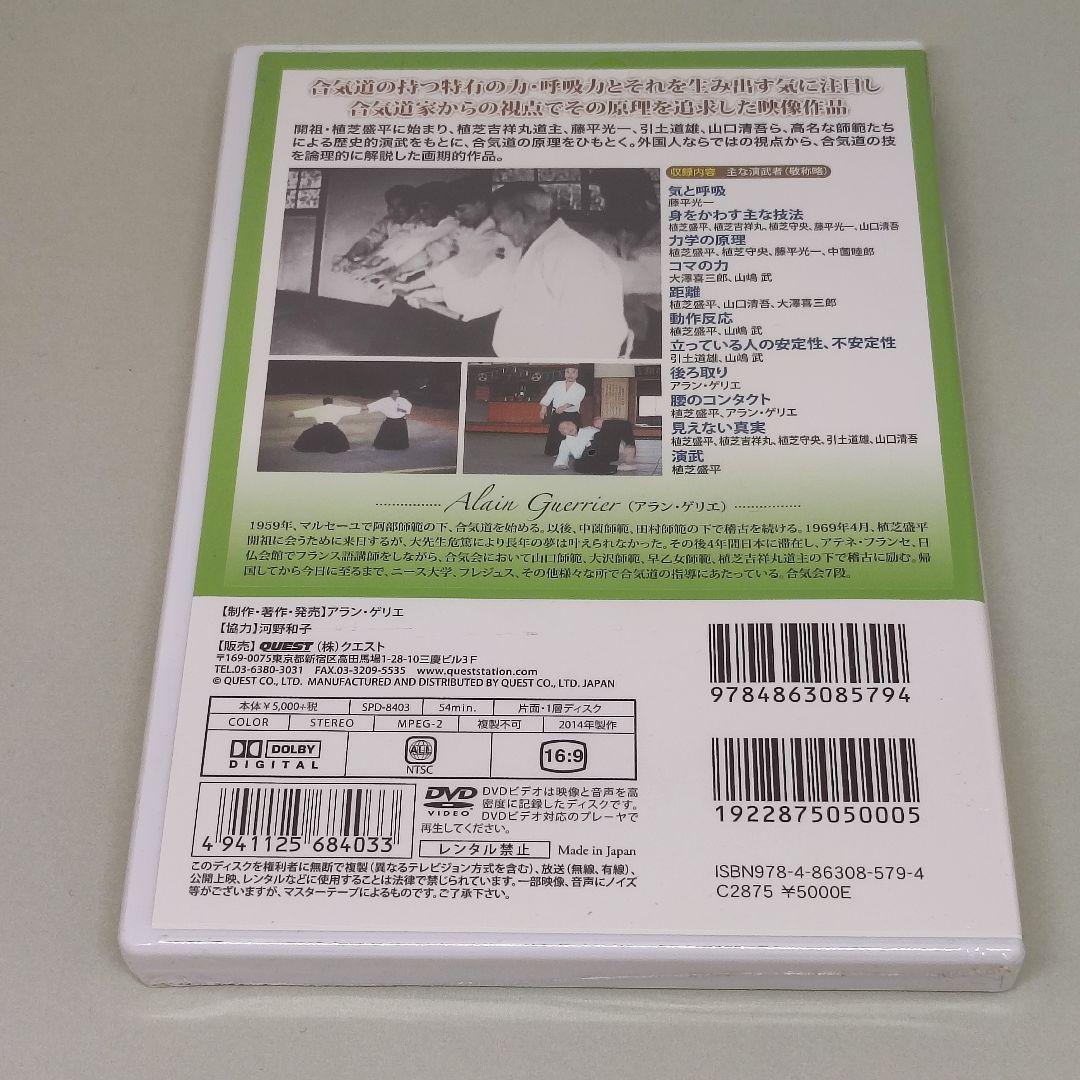 合気道の持つ特有の力・呼吸力とそれを生み出す気に注目し
合気道家からの視点でその原理を追求した映像作品
開祖・植芝盛平に始まり、植芝吉祥丸道主、藤平光一、引土道雄、山口清吾ら、高名な師範たち
による歴史的演武をもとに、合気道の原理をひもとく。外国人ならではの視点から、合気道の技
を論理的に解説した画期的作品。
収録内容 主な演武者(敬称略)
気と呼吸
藤平光一
身をかわす主な技法
植芝盛平、植芝吉祥丸、植芝守央、藤平光一、山口清吾
力学の原理
植芝盛平、植芝守央、藤平光一、中薗睦郎
コマの力
大澤喜三郎、山嶋 武
距離
植芝盛平、山口清吾、大澤喜三郎
動作反応
植芝盛平、山嶋 武
立っている人の安定性、不安定性
引土道雄、山嶋 武
後ろ取り
アラン・ゲリエ
腰のコンタクト
植芝盛平、アラン・ゲリエ
見えない真実
植芝盛平、植芝吉祥丸、植芝守央、引土道雄、山口清吾
演武
植芝盛平
Alain Guerrier(アラン・ゲリエ)
1959年、マルセーユで阿部師範の下、合気道を始める。以後、中薗師範、田村師範の下で稽古を続ける。1969年4月、植芝盛平
開祖に会うために来日するが、大先生危篤により長年の夢は叶えられなかった。その後4年間日本に滞在し、アテネ・フランセ、日
仏会館でフランス語講師をしながら、合気会において山口師範、大沢師範、早乙女師範、植芝吉祥丸道主の下で稽古に励む。帰
国してから今日に至るまで、ニース大学、フレジュス、その他様々な所で合気道の指導にあたっている。合気会7段。
【制作・著作・発売】アラン・ゲリエ
【協力】河野和子
【販売】QUEST(株)クエスト
〒169-0075東京都新宿区高田馬場1-28-10三慶ビル3F
TEL.03-6380-3031 FAX.03-3209-5535 www.queststation.com
© QUEST CO., LTD. MANUFACTURED AND DISTRIBUTED BY QUEST CO., LTD. JAPAN
本体¥5,000+税 SPD-8403 54min. 片面・1層ディスク
COLOR STEREO MPEG-2 複製不可 2014年製作
DOLBY
DIGITAL
ALL
NTSC
16:9
4 941125 684033
DVD
VIDEO
DVDビデオは映像と音声を高
密度に記録したディスクです。
DVDビデオ対応のプレーヤで
再生してください。
レンタル禁止 Made in Japan
このディスクを権利者に無断で複製(異なるテレビジョン方式を含む)、放送(無線、有線)、
公開上映、レンタルなどに使用することは法律で禁じられています。一部映像、音声にノイズ
等がございますが、マスターテープによるものです。ご了承下さい。
9784863085794
1922875050005
ISBN978-4-86308-579-4
C2875 ¥5000E